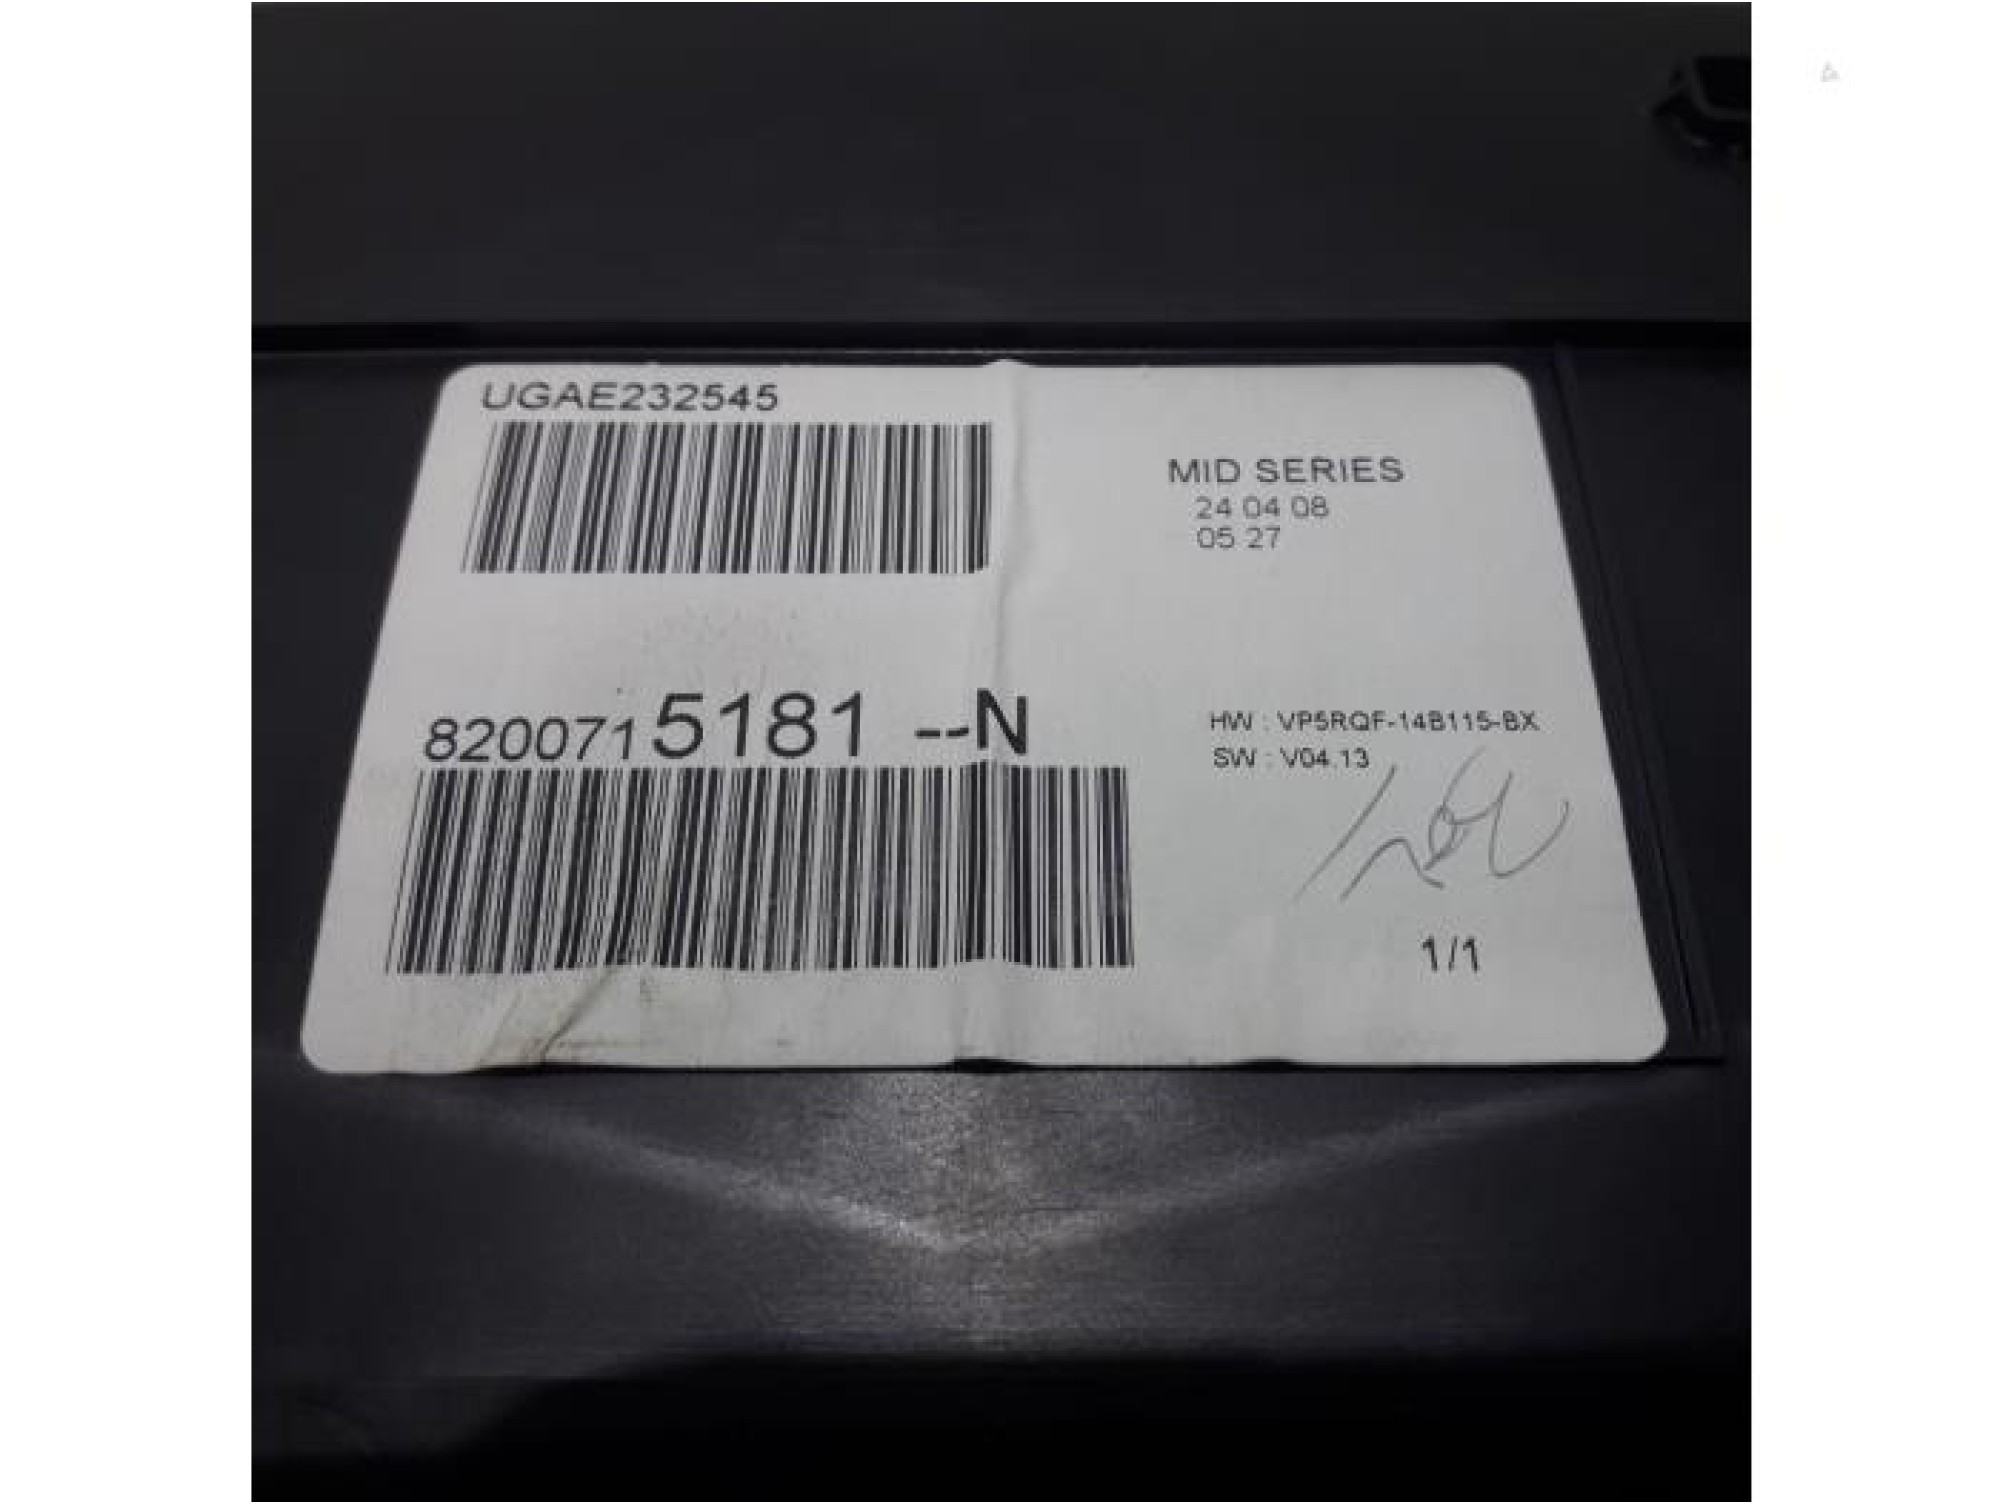 UGAE232545
MID SERIES
24 04 08
05 27
8200715181 --N
HW : VP5RQF-14B115-BX
SW : V04.13
1/1